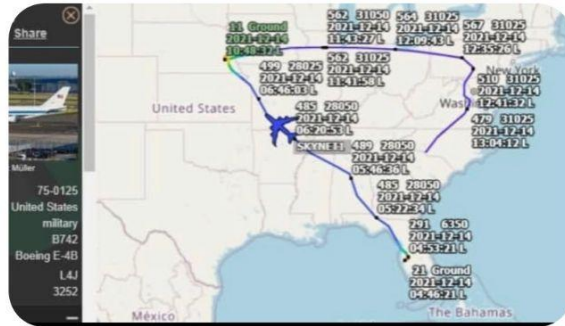 Share
Müller
75-0125
United States
military
B742
Boeing E-4B
L4J
3252
11 Ground
2021-12-14
10:48:32 L
562 31050
2021-12-14
11:43:27 L
564 31025
2021-12-14
12:09:43 L
567 31025
2021-12-14
12:35:26 L
499 28025
2021-12-14
06:46:03 L
562 31025
2021-12-14
11:41:58 L
New York
510 31025
2021-12-14
12:41:32 L
United States
485 28050
2021-12-14
06:20:53 L
Wash
479 31025
2021-12-14
13:04:12 L
SKYNE11
489 28050
2021-12-14
05:46:36 L
485 28050
2021-12-14
05:22:34 L
291 6350
2021-12-14
04:53:21 L
21 Ground
2021-12-14
04:46:21 L
México
The Bahamas